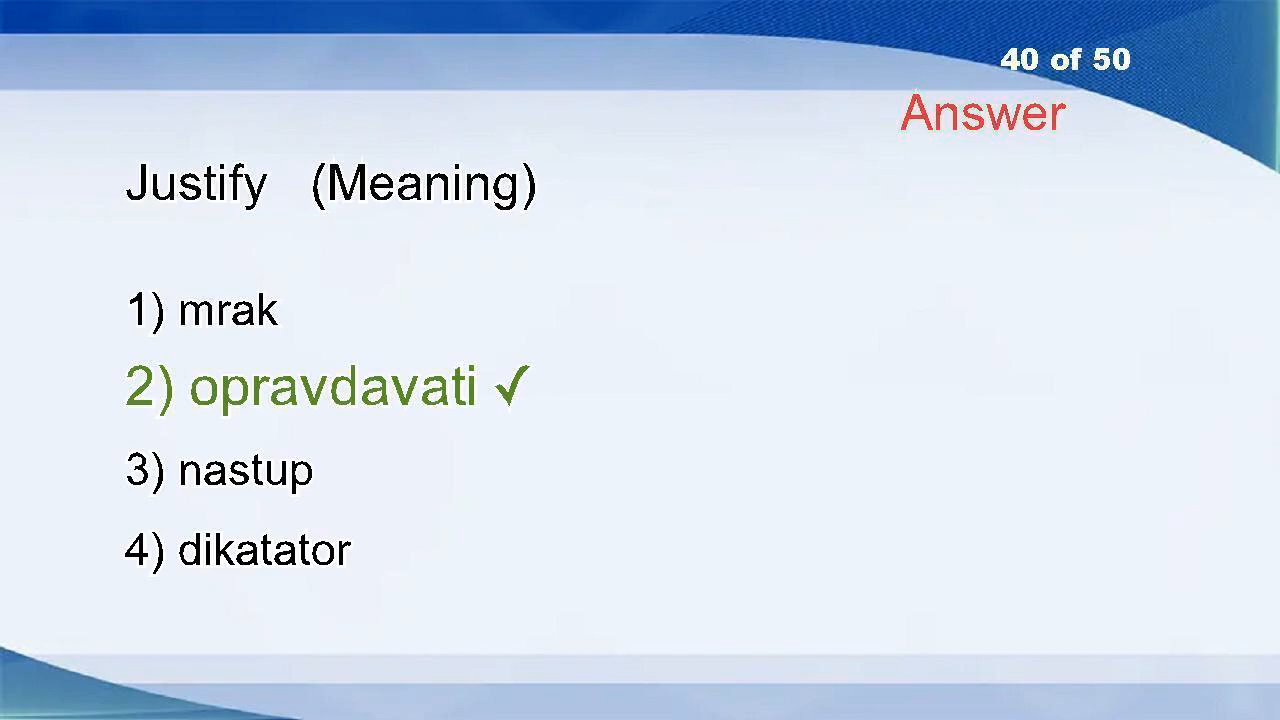 40 of 50
Answer
Justify (Meaning)
1) mrak
2) opravdavati ✓
3) nastup
4) dikatator